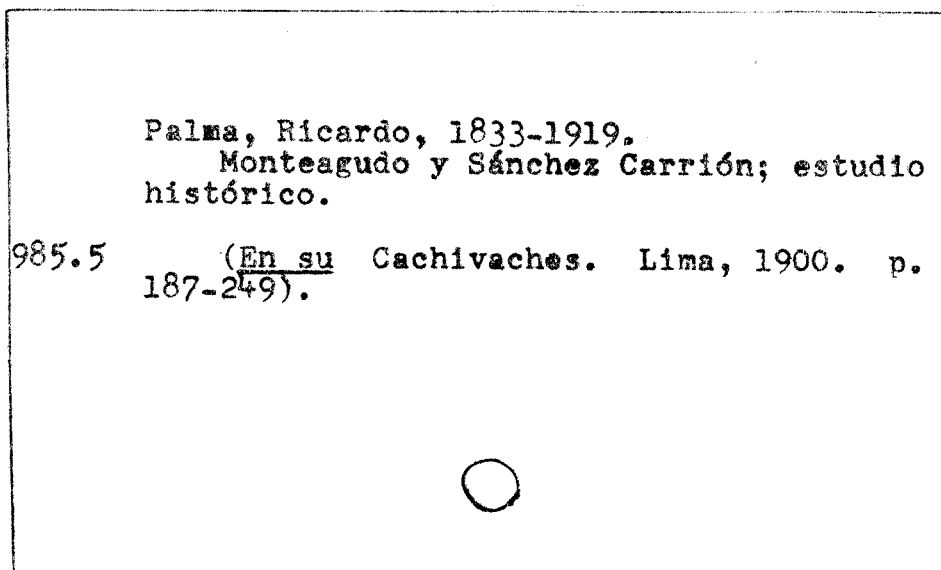 Palma, Ricardo, 1833-1919.
Monteagudo y Sánchez Carrión; estudio
histórico.
985.5 (En su Cachivaches. Lima, 1900. p.
187-249).